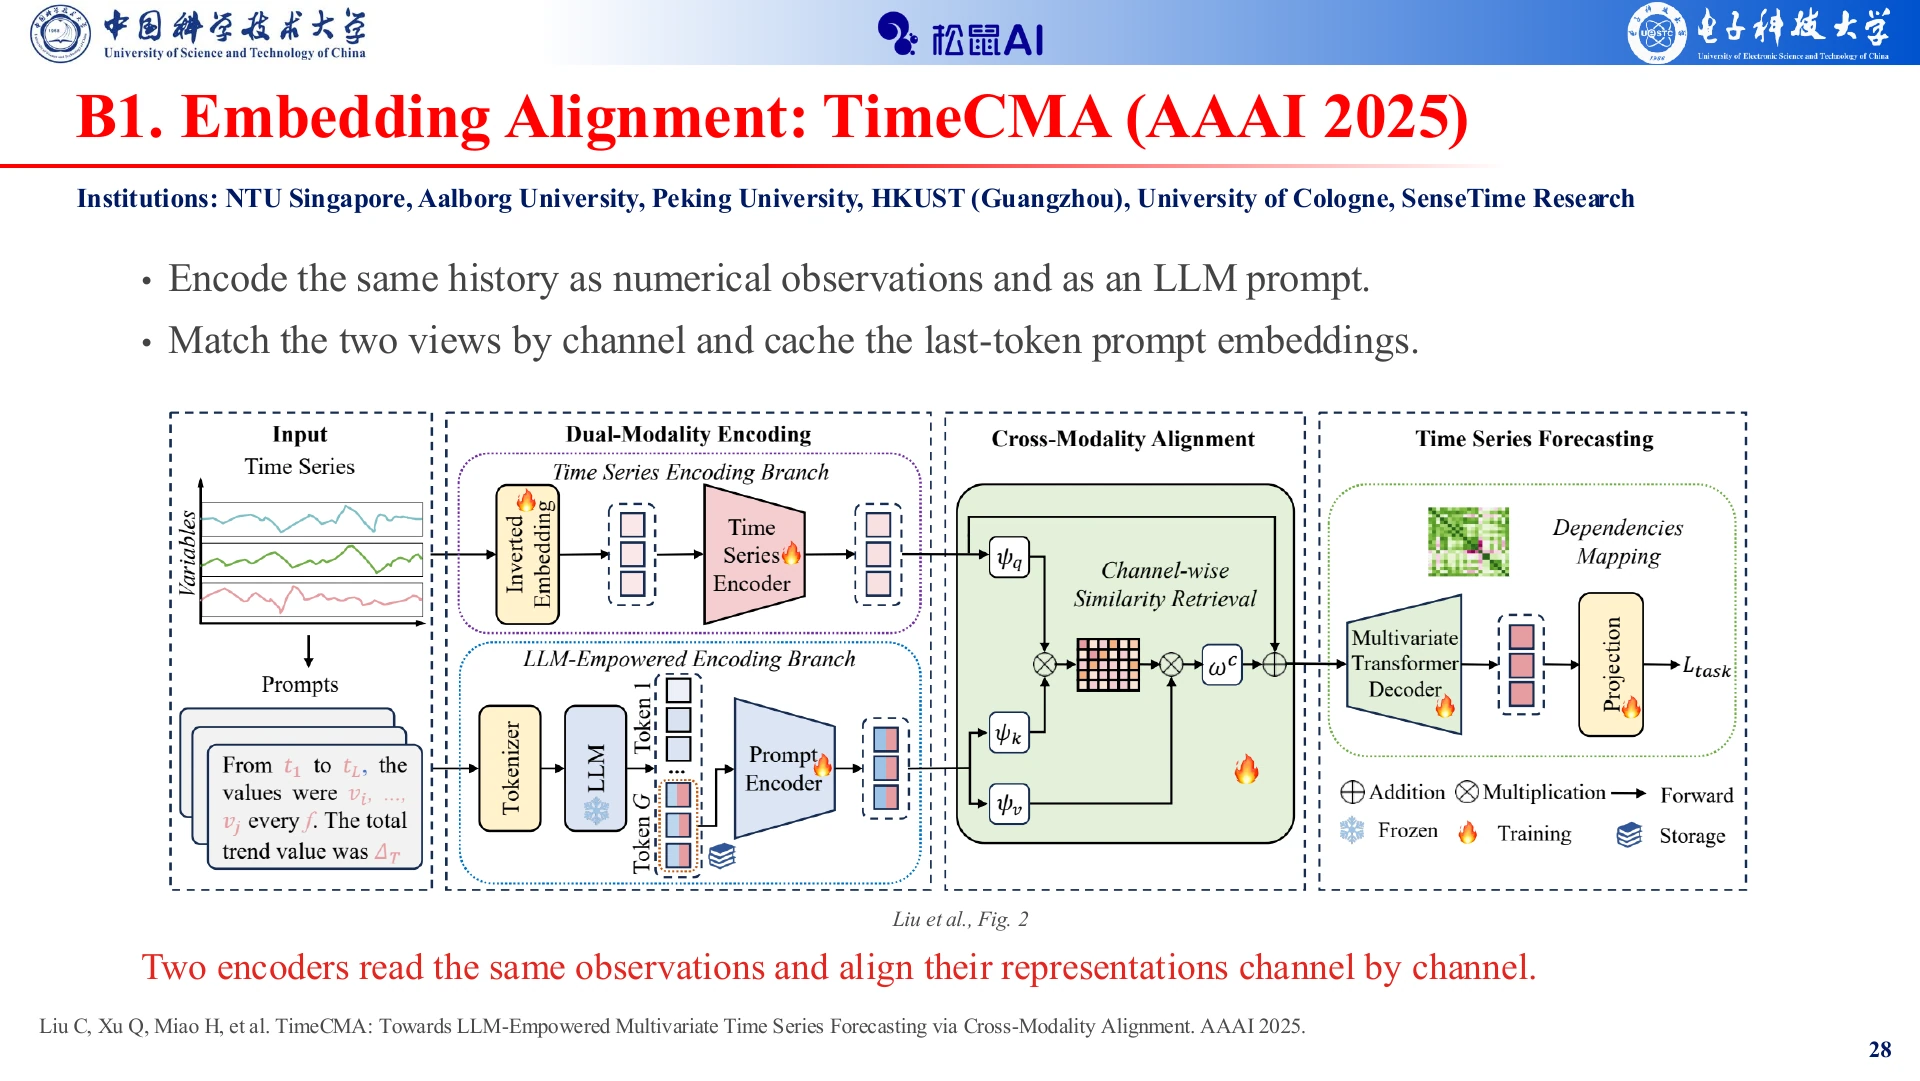 中国科学技术大学
University of Science and Technology of China
松鼠AI
电子科技大学
University of Electronic Science and Technology of China
B1. Embedding Alignment: TimeCMA (AAAI 2025)
Institutions: NTU Singapore, Aalborg University, Peking University, HKUST (Guangzhou), University of Cologne, SenseTime Research
• Encode the same history as numerical observations and as an LLM prompt.
• Match the two views by channel and cache the last-token prompt embeddings.
Input
Time Series
Variables
Prompts
From t₁ to t_L, the
values were v_i, ...,
v_j every f. The total
trend value was Δ_T
Dual-Modality Encoding
Time Series Encoding Branch
Inverted
Embedding
Time
Series
Encoder
LLM-Empowered Encoding Branch
Tokenizer
LLM
Token 1
...
Token G
Prompt
Encoder
Cross-Modality Alignment
ψ_q
Channel-wise
Similarity Retrieval
ω^c
ψ_k
ψ_v
Time Series Forecasting
Dependencies
Mapping
Multivariate
Transformer
Decoder
Projection
L_task
Addition
Multiplication
Forward
Frozen
Training
Storage
Liu et al., Fig. 2
Two encoders read the same observations and align their representations channel by channel.
Liu C, Xu Q, Miao H, et al. TimeCMA: Towards LLM-Empowered Multivariate Time Series Forecasting via Cross-Modality Alignment. AAAI 2025.
28